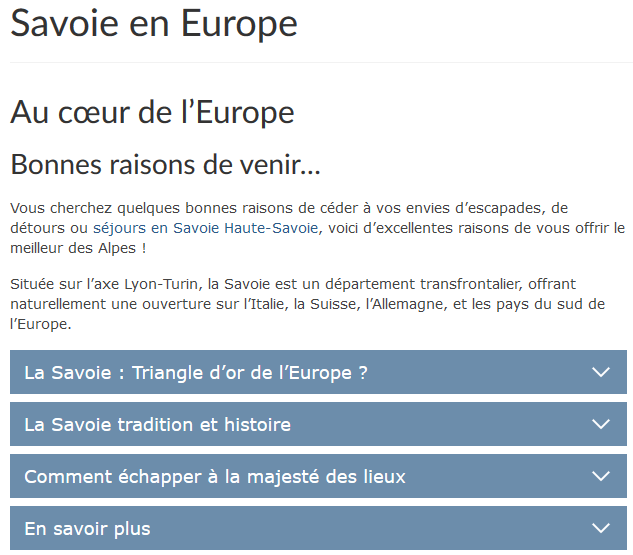 Savoie en Europe
Au cœur de l’Europe
Bonnes raisons de venir…
Vous cherchez quelques bonnes raisons de céder à vos envies d’escapades, de
détours ou séjours en Savoie Haute-Savoie, voici d’excellentes raisons de vous offrir le
meilleur des Alpes !
Située sur l’axe Lyon-Turin, la Savoie est un département transfrontalier, offrant
naturellement une ouverture sur l’Italie, la Suisse, l’Allemagne, et les pays du sud de
l’Europe.
La Savoie : Triangle d’or de l’Europe ?
La Savoie tradition et histoire
Comment échapper à la majesté des lieux
En savoir plus